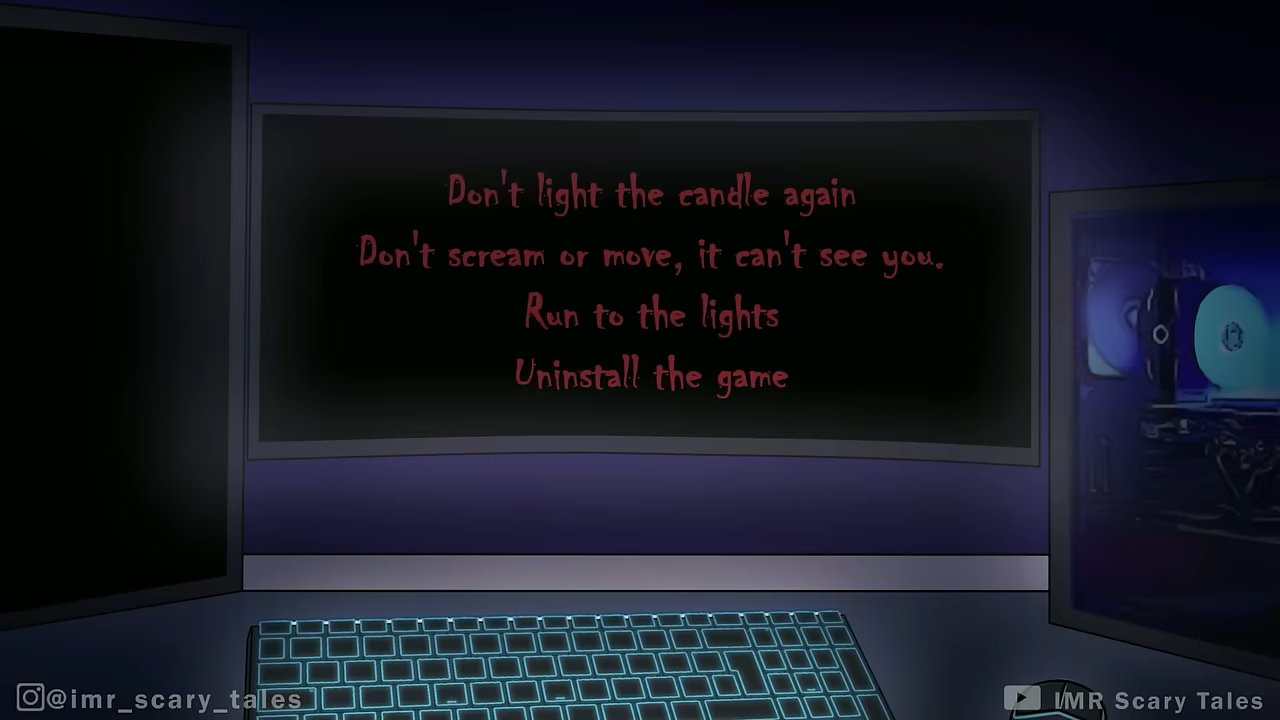 Don't light the candle again
Don't scream or move, it can't see you.
Run to the lights
Uninstall the game
@imr_scary_tales
IMR Scary Tales